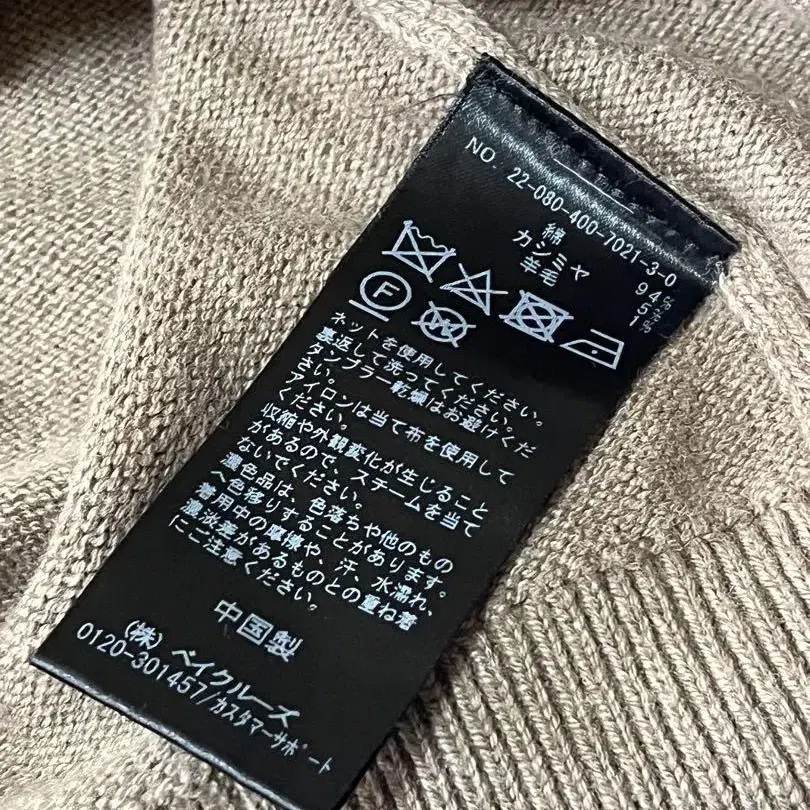 NO. 22-080-400-7021-3-0
綿 94%
カシミヤ 5%
羊毛 1%
F
ネットを使用してください。
裏返して洗ってください。
タンブラー乾燥はお避けくだ
さい。
アイロンは当て布を使用して
ください。
収縮や外観変化が生じること
があるので、スチームを当て
ないでください。
濃色品は、色落ちや他のもの
へ色移りすることがあります。
着用中の摩擦や、汗、水濡れ、
濃淡差があるものとの重ね着
にご注意ください。
中国製
(株) ベイクルーズ
0120-301457/カスタマーサポート